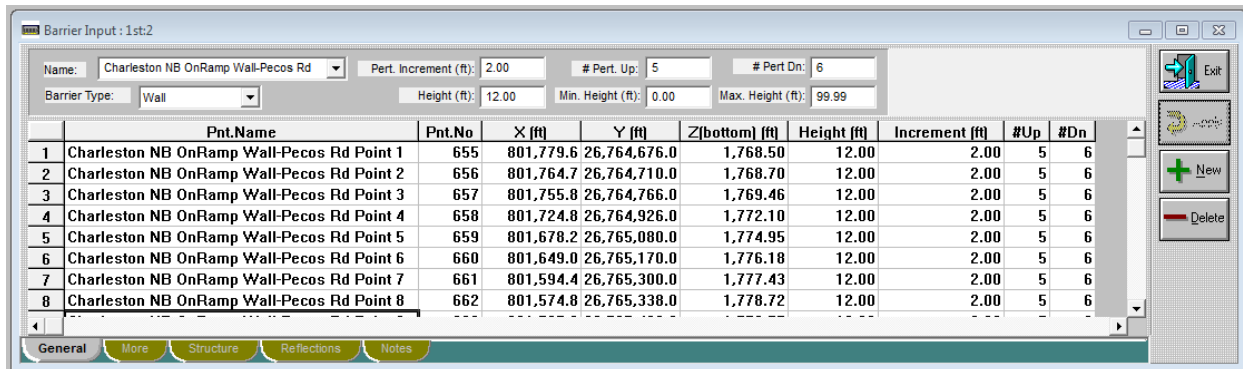 Barrier Input : 1st:2
Name: Charleston NB OnRamp Wall-Pecos Rd Pert. Increment (ft): 2.00 # Pert. Up: 5 # Pert Dn: 6
Barrier Type: Wall Height (ft): 12.00 Min. Height (ft): 0.00 Max. Height (ft): 99.99
Exit
Apply
New
Delete
Pnt.Name Pnt.No X (ft) Y (ft) Z(bottom) (ft) Height (ft) Increment (ft) #Up #Dn
1 Charleston NB OnRamp Wall-Pecos Rd Point 1 655 801,779.6 26,764,676.0 1,768.50 12.00 2.00 5 6
2 Charleston NB OnRamp Wall-Pecos Rd Point 2 656 801,764.7 26,764,710.0 1,768.70 12.00 2.00 5 6
3 Charleston NB OnRamp Wall-Pecos Rd Point 3 657 801,755.8 26,764,766.0 1,769.46 12.00 2.00 5 6
4 Charleston NB OnRamp Wall-Pecos Rd Point 4 658 801,724.8 26,764,926.0 1,772.10 12.00 2.00 5 6
5 Charleston NB OnRamp Wall-Pecos Rd Point 5 659 801,678.2 26,765,080.0 1,774.95 12.00 2.00 5 6
6 Charleston NB OnRamp Wall-Pecos Rd Point 6 660 801,649.0 26,765,170.0 1,776.18 12.00 2.00 5 6
7 Charleston NB OnRamp Wall-Pecos Rd Point 7 661 801,594.4 26,765,300.0 1,777.43 12.00 2.00 5 6
8 Charleston NB OnRamp Wall-Pecos Rd Point 8 662 801,574.8 26,765,338.0 1,778.72 12.00 2.00 5 6
General More Structure Reflections Notes